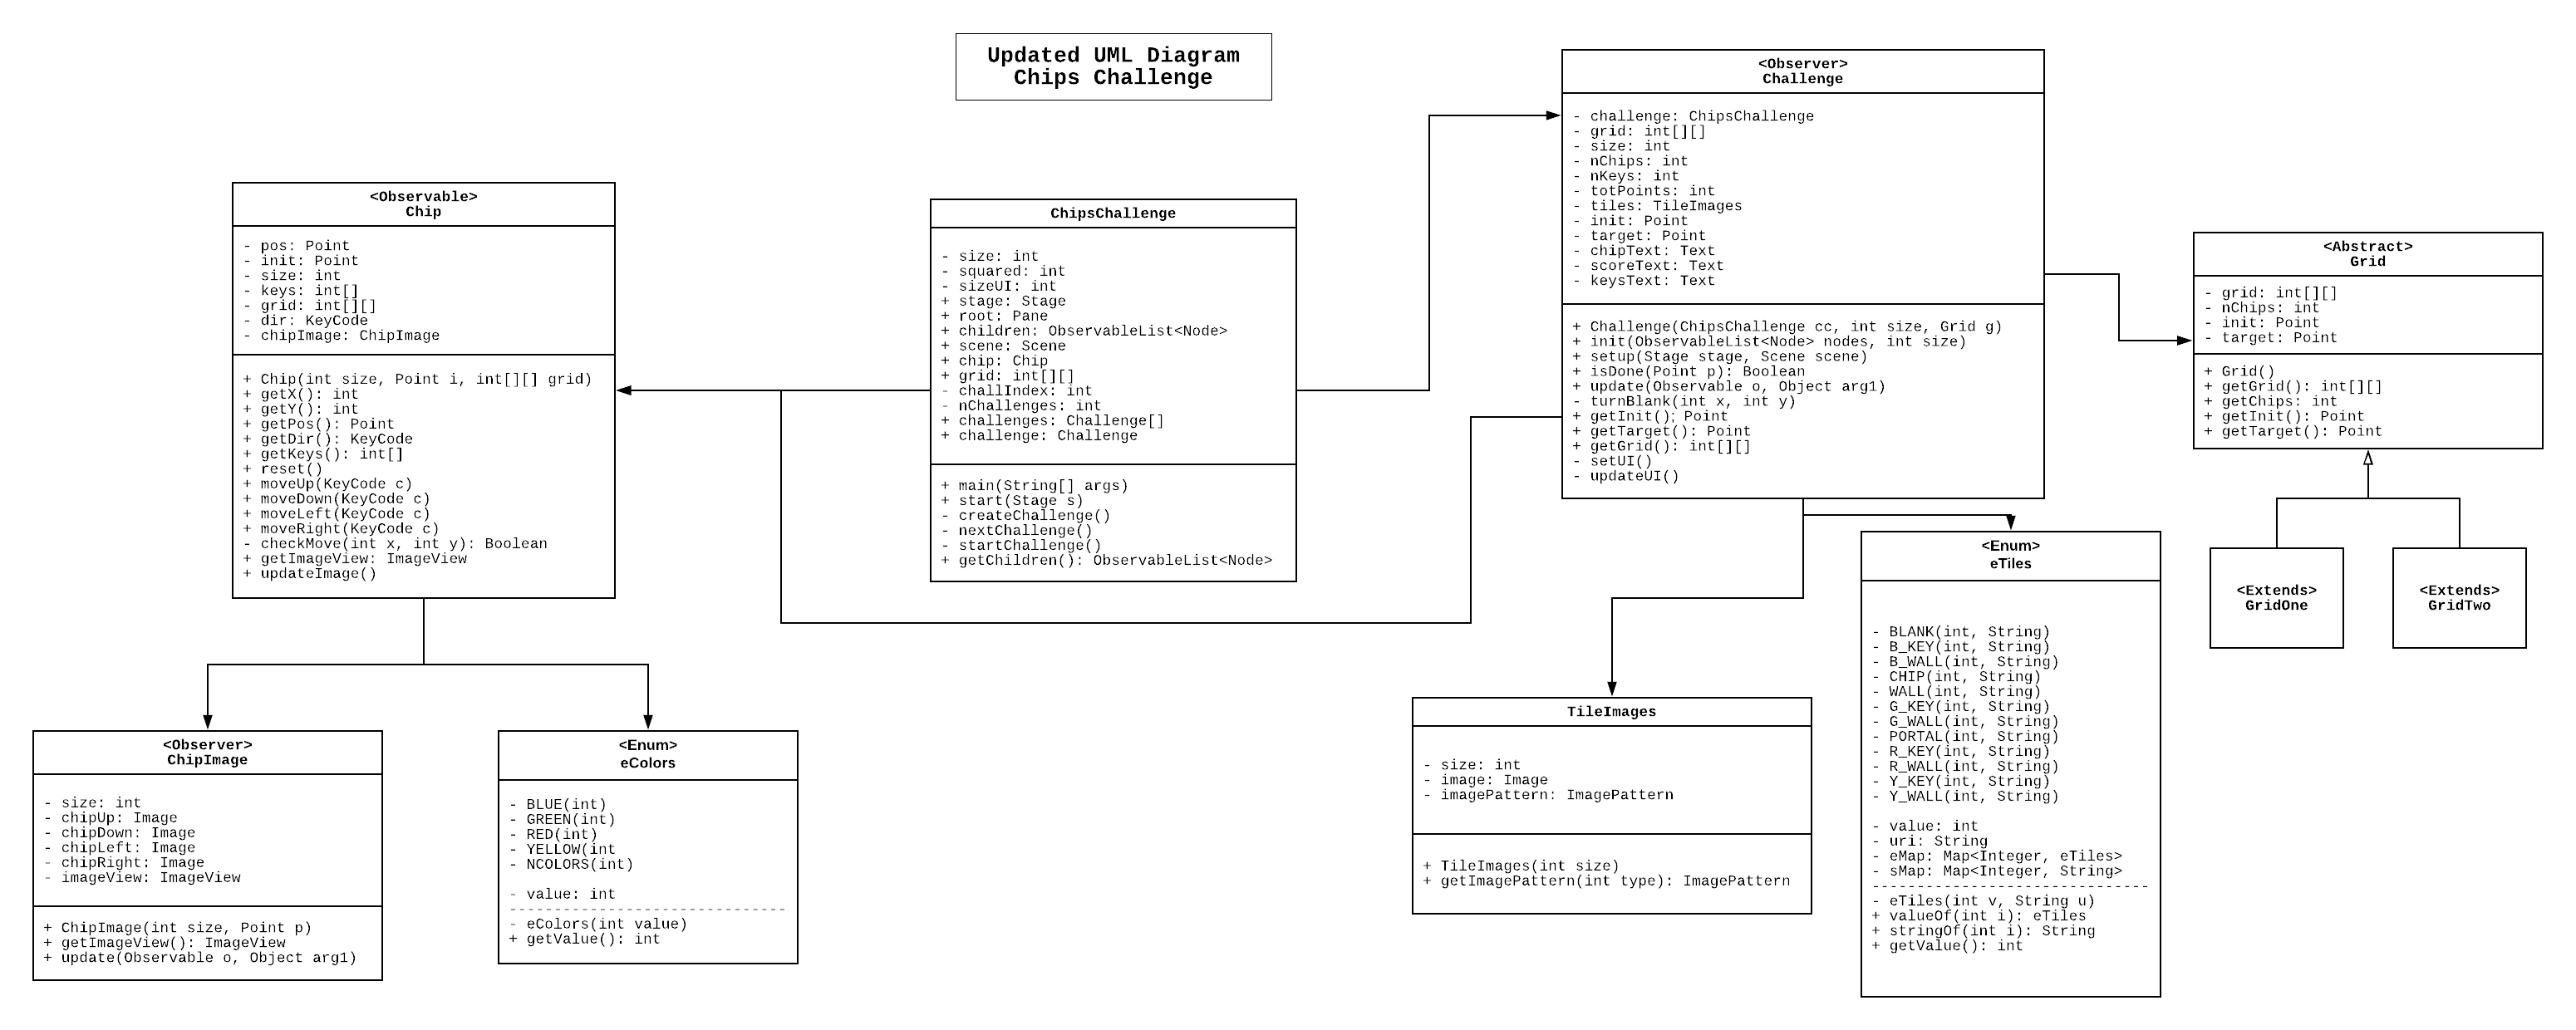 Updated UML Diagram
Chips Challenge
<Observable>
Chip
- pos: Point
- init: Point
- size: int
- keys: int[]
- grid: int[][]
- dir: KeyCode
- chipImage: ChipImage
+ Chip(int size, Point i, int[][] grid)
+ getX(): int
+ getY(): int
+ getPos(): Point
+ getDir(): KeyCode
+ getKeys(): int[]
+ reset()
+ moveUp(KeyCode c)
+ moveDown(KeyCode c)
+ moveLeft(KeyCode c)
+ moveRight(KeyCode c)
- checkMove(int x, int y): Boolean
+ getImageView: ImageView
+ updateImage()
ChipsChallenge
- size: int
- squared: int
- sizeUI: int
+ stage: Stage
+ root: Pane
+ children: ObservableList<Node>
+ scene: Scene
+ chip: Chip
+ grid: int[][]
- challIndex: int
- nChallenges: int
+ challenges: Challenge[]
+ challenge: Challenge
+ main(String[] args)
+ start(Stage s)
- createChallenge()
- nextChallenge()
- startChallenge()
+ getChildren(): ObservableList<Node>
<Observer>
Challenge
- challenge: ChipsChallenge
- grid: int[][]
- size: int
- nChips: int
- nKeys: int
- totPoints: int
- tiles: TileImages
- init: Point
- target: Point
- chipText: Text
- scoreText: Text
- keysText: Text
+ Challenge(ChipsChallenge cc, int size, Grid g)
+ init(ObservableList<Node> nodes, int size)
+ setup(Stage stage, Scene scene)
+ isDone(Point p): Boolean
+ update(Observable o, Object arg1)
- turnBlank(int x, int y)
+ getInit(); Point
+ getTarget(): Point
+ getGrid(): int[][]
- setUI()
- updateUI()
<Abstract>
Grid
- grid: int[][]
- nChips: int
- init: Point
- target: Point
+ Grid()
+ getGrid(): int[][]
+ getChips: int
+ getInit(): Point
+ getTarget(): Point
<Extends>
GridOne
<Extends>
GridTwo
<Observer>
ChipImage
- size: int
- chipUp: Image
- chipDown: Image
- chipLeft: Image
- chipRight: Image
- imageView: ImageView
+ ChipImage(int size, Point p)
+ getImageView(): ImageView
+ update(Observable o, Object arg1)
<Enum>
eColors
- BLUE(int)
- GREEN(int)
- RED(int)
- YELLOW(int
- NCOLORS(int)
- value: int
-------------------------------
- eColors(int value)
+ getValue(): int
TileImages
- size: int
- image: Image
- imagePattern: ImagePattern
+ TileImages(int size)
+ getImagePattern(int type): ImagePattern
<Enum>
eTiles
- BLANK(int, String)
- B_KEY(int, String)
- B_WALL(int, String)
- CHIP(int, String)
- WALL(int, String)
- G_KEY(int, String)
- G_WALL(int, String)
- PORTAL(int, String)
- R_KEY(int, String)
- R_WALL(int, String)
- Y_KEY(int, String)
- Y_WALL(int, String)
- value: int
- uri: String
- eMap: Map<Integer, eTiles>
- sMap: Map<Integer, String>
-------------------------------
- eTiles(int v, String u)
+ valueOf(int i): eTiles
+ stringOf(int i): String
+ getValue(): int